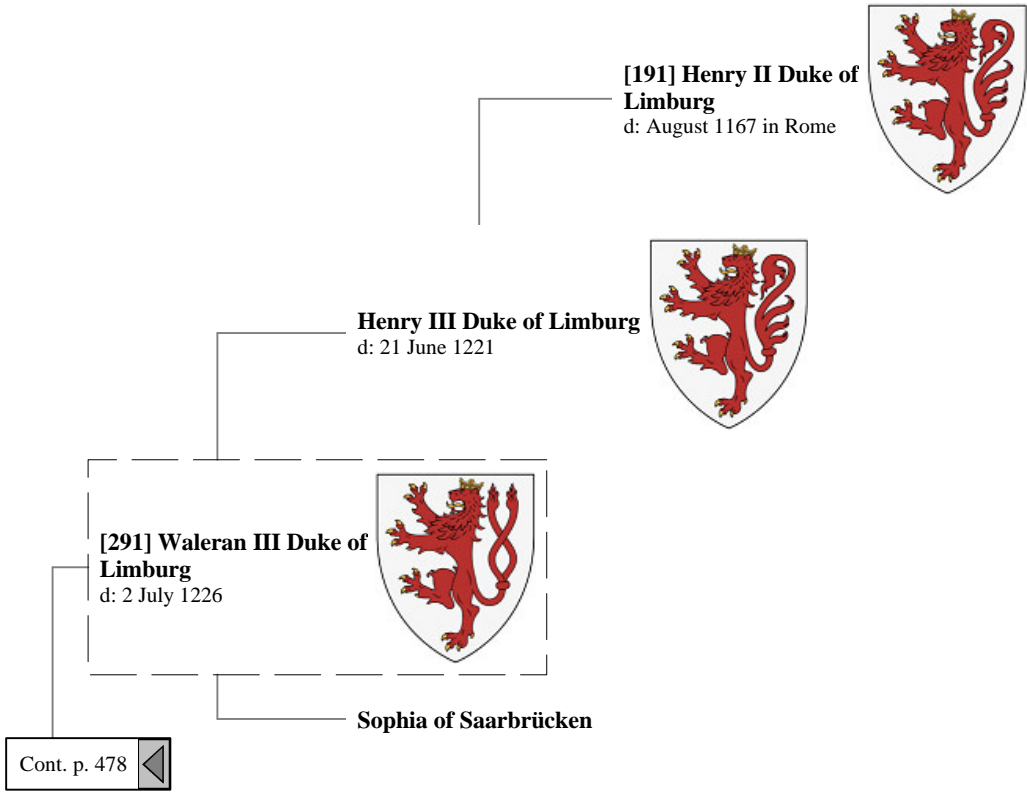 [191] Henry II Duke of
Limburg
d: August 1167 in Rome
Henry III Duke of Limburg
d: 21 June 1221
[291] Waleran III Duke of
Limburg
d: 2 July 1226
Sophia of Saarbrücken
Cont. p. 478